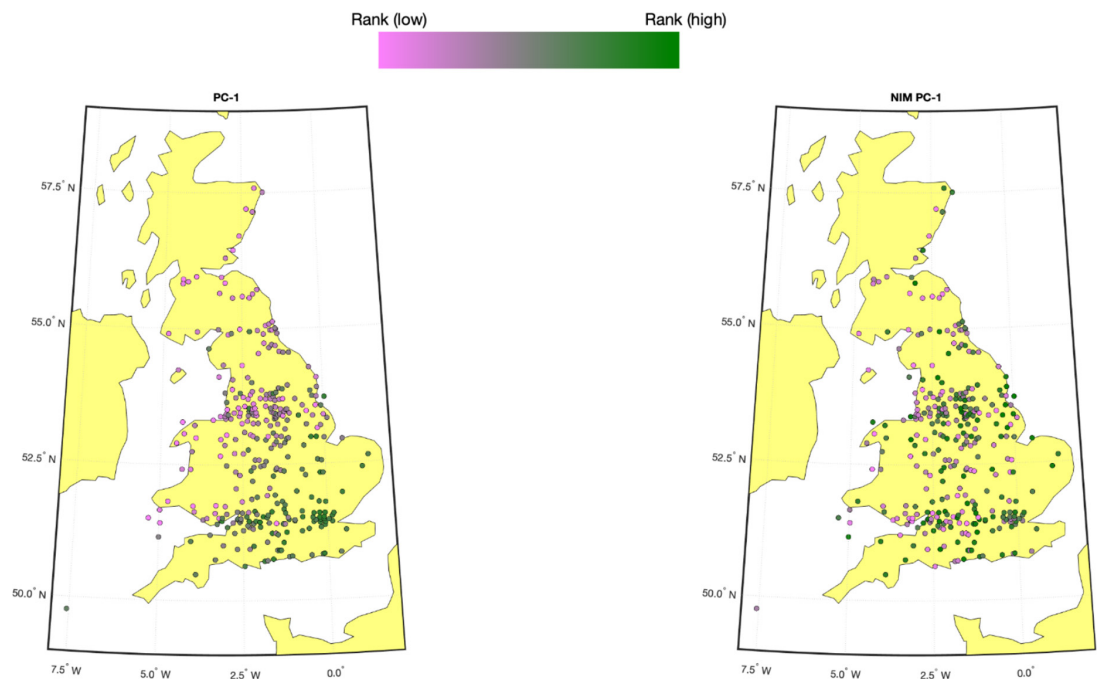 Rank (low) Rank (high)
PC-1 NIM PC-1
57.5° N 57.5° N
55.0° N 55.0° N
52.5° N 52.5° N
50.0° N 50.0° N
7.5° W 5.0° W 2.5° W 0.0° 7.5° W 5.0° W 2.5° W 0.0°